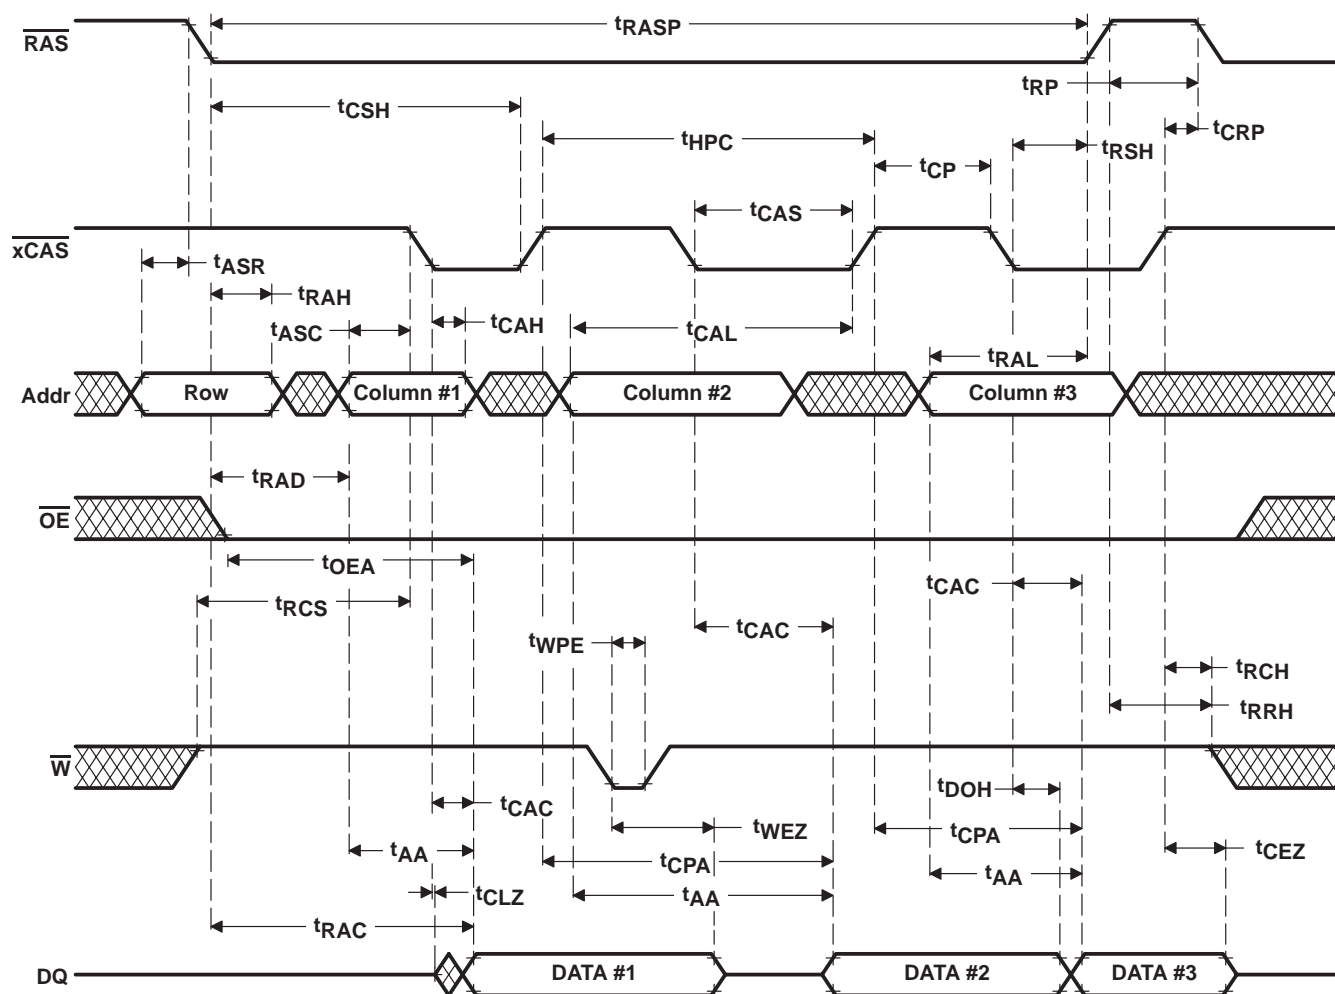 RAS
tRASP
tRP
tCSH
tCRP
tHPC
tRSH
tCP
tCAS
xCAS
tASR
tRAH
tASC
tCAH
tCAL
tRAL
Addr
Row
Column #1
Column #2
Column #3
tRAD
OE
tOEA
tCAC
tRCS
tCAC
tWPE
tRCH
tRRH
W
tDOH
tCAC
tWEZ
tCPA
tAA
tCPA
tCEZ
tAA
tCLZ
tAA
tRAC
DQ
DATA #1
DATA #2
DATA #3